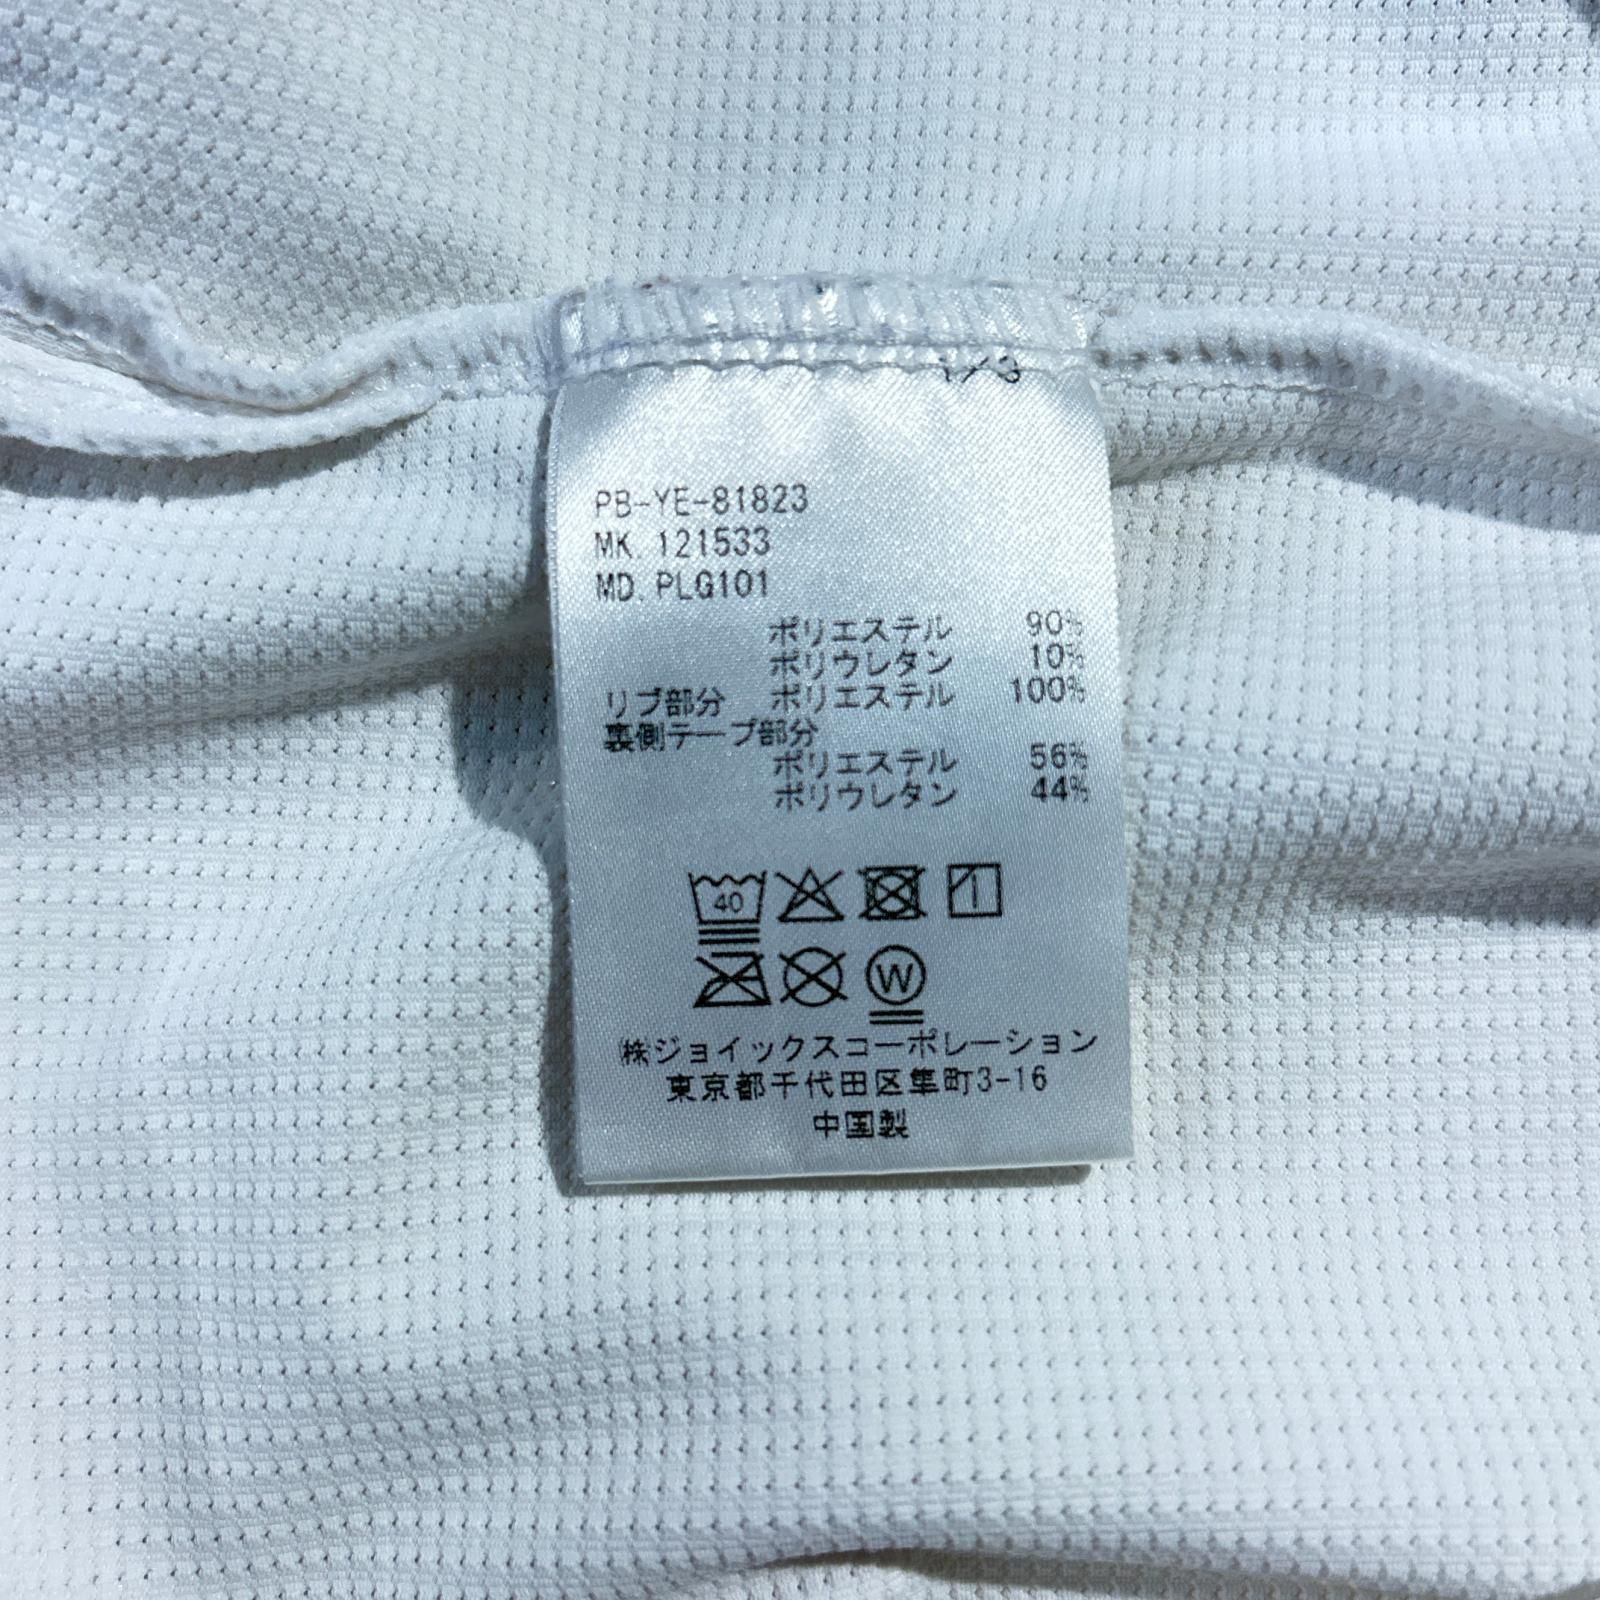 1/3
PB-YE-81823
MK. 121533
MD. PLG101
ポリエステル 90%
ポリウレタン 10%
リブ部分 ポリエステル 100%
裏側テープ部分
ポリエステル 56%
ポリウレタン 44%
40
W
㈱ジョイックスコーポレーション
東京都千代田区隼町3-16
中国製